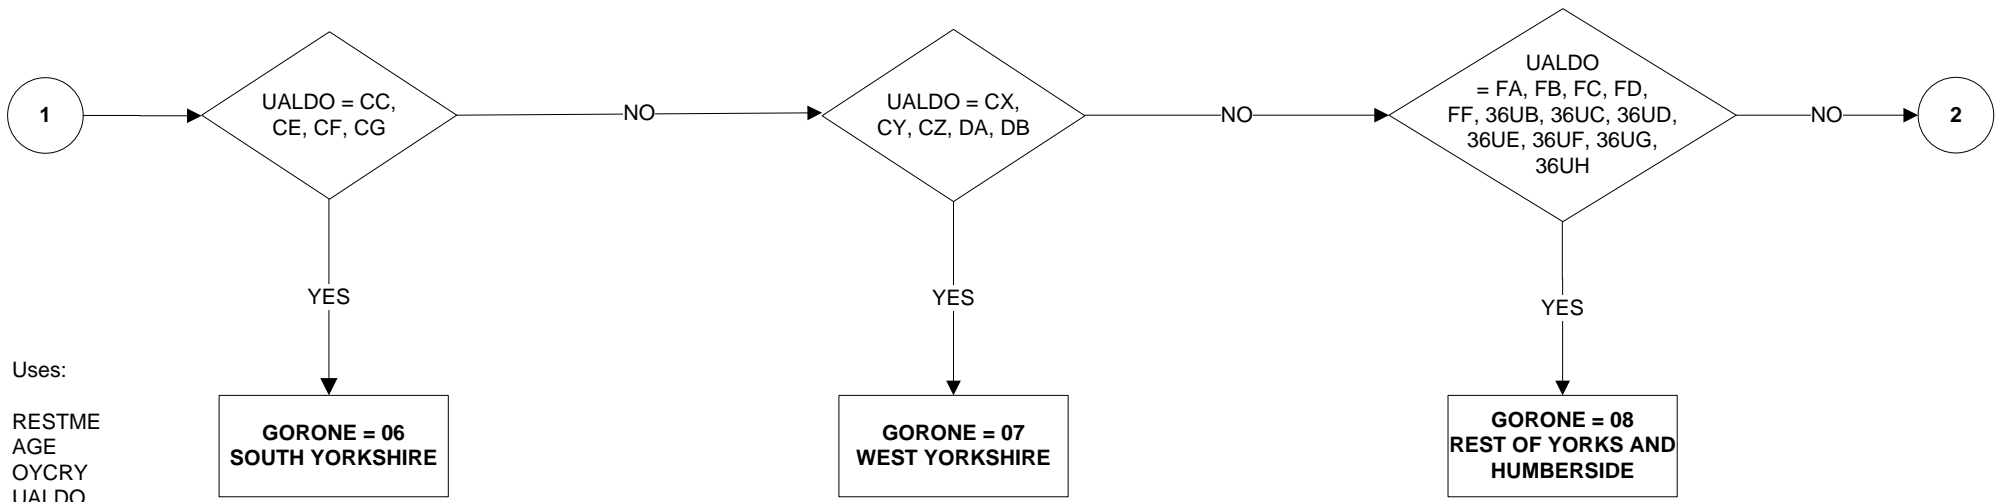 1
UALDO = CC,
CE, CF, CG
NO
UALDO = CX,
CY, CZ, DA, DB
NO
UALDO
= FA, FB, FC, FD,
FF, 36UB, 36UC, 36UD,
36UE, 36UF, 36UG,
36UH
NO
2
YES
YES
YES
Uses:
RESTME
AGE
OYCRY
UALDO
GORONE = 06
SOUTH YORKSHIRE
GORONE = 07
WEST YORKSHIRE
GORONE = 08
REST OF YORKS AND
HUMBERSIDE